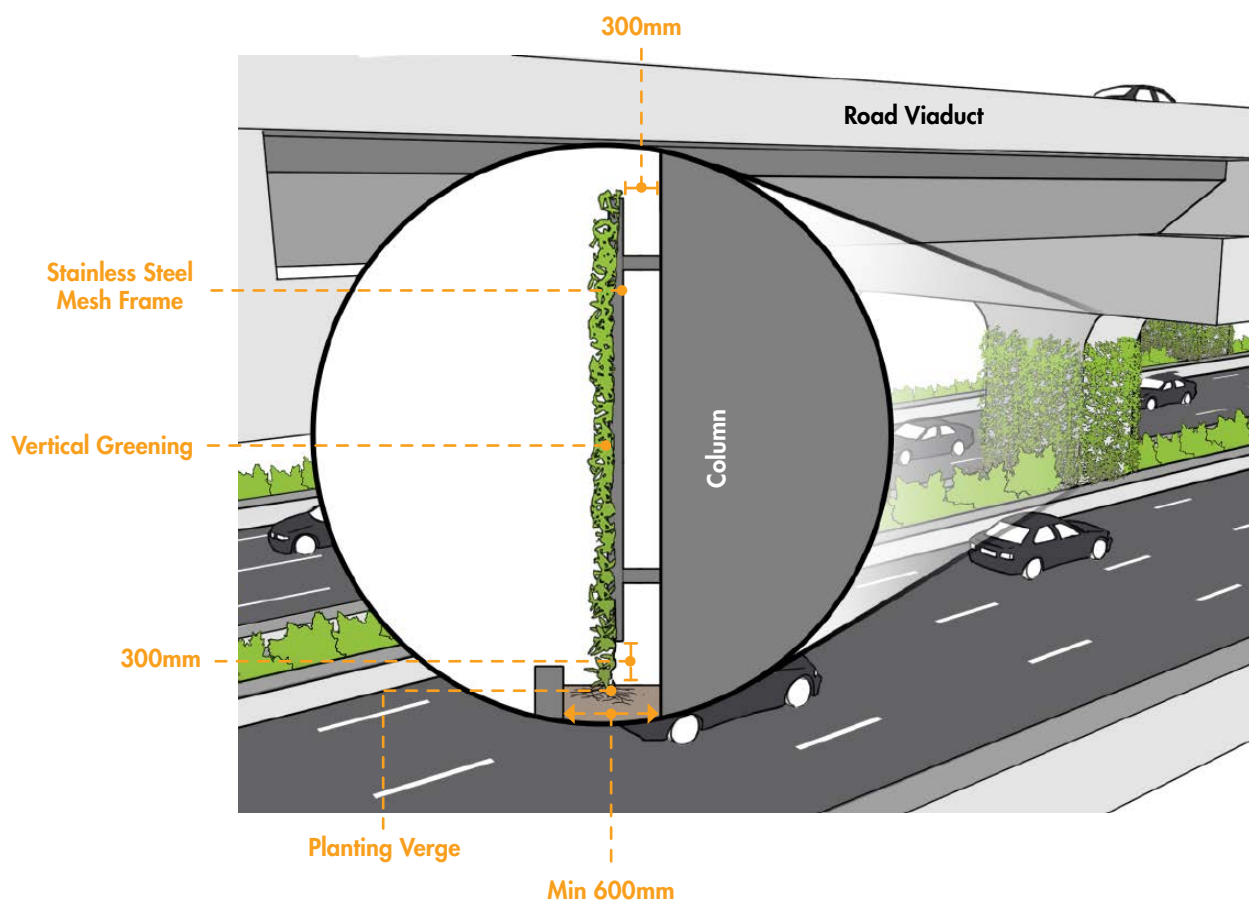 300mm
Road Viaduct
Stainless Steel
Mesh Frame
Vertical Greening
Column
300mm
Planting Verge
Min 600mm